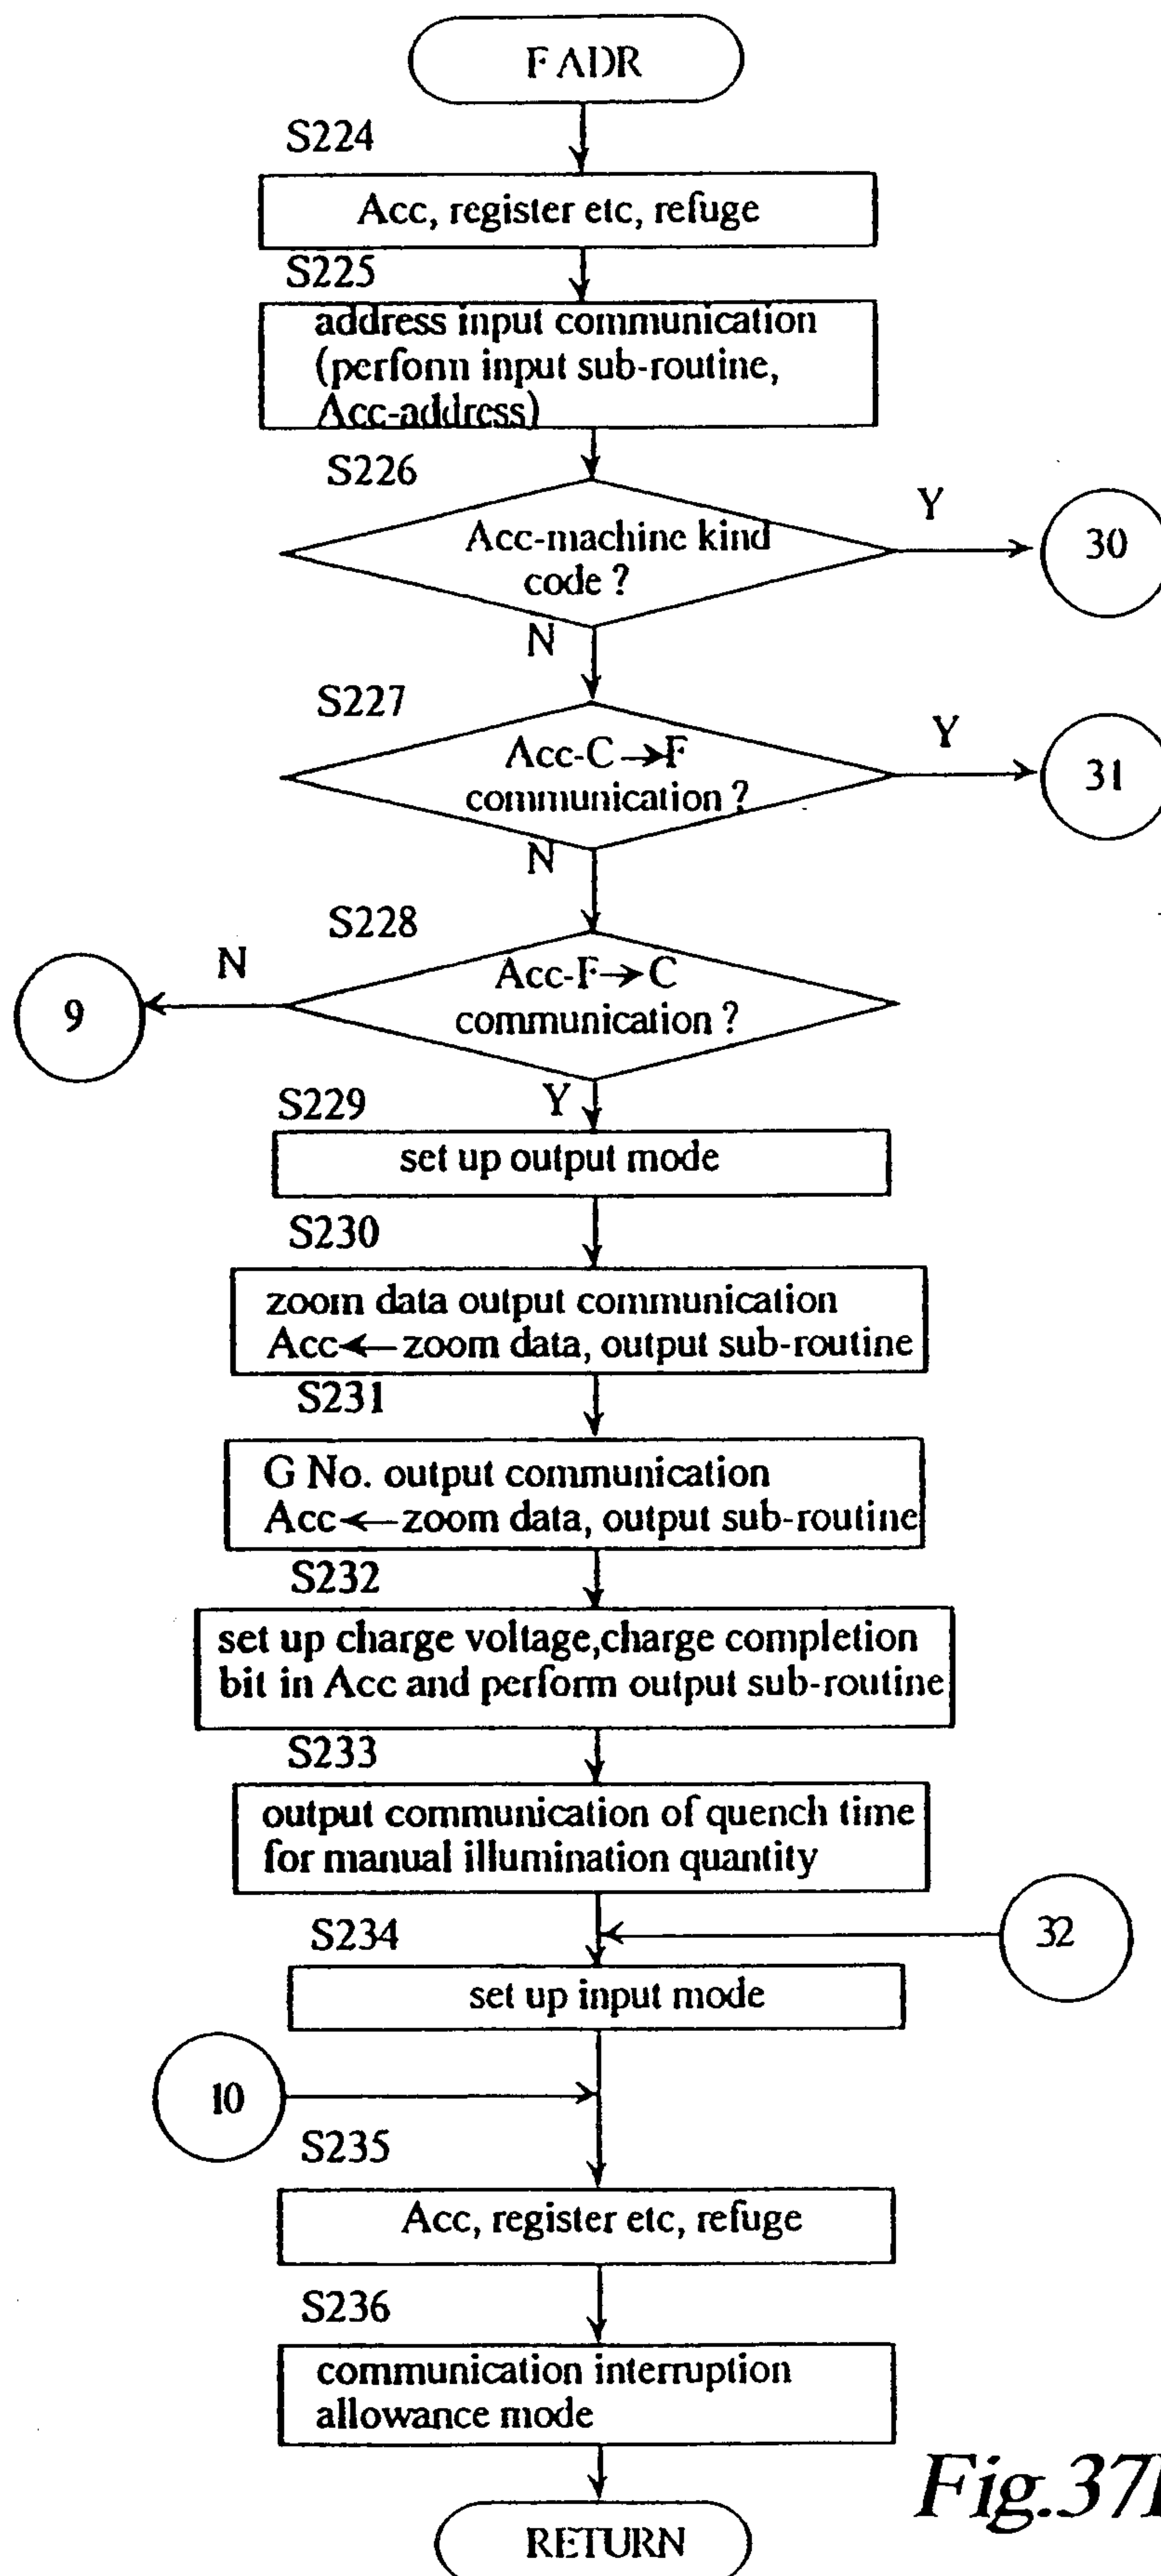 FADR
S224
Acc, register etc, refuge
S225
address input communication
(perfonn input sub-routine,
Acc-address)
S226
Acc-machine kind
code ?
Y
30
N
S227
Acc-C→F
communication ?
Y
31
N
S228
Acc-F→C
communication ?
N
9
Y
S229
set up output mode
S230
zoom data output communication
Acc←zoom data, output sub-routine
S231
G No. output communication
Acc←zoom data, output sub-routine
S232
set up charge voltage,charge completion
bit in Acc and perform output sub-routine
S233
output communication of quench time
for manual illumination quantity
S234
32
set up input mode
10
S235
Acc, register etc, refuge
S236
communication interruption
allowance mode
Fig.37
RETURN